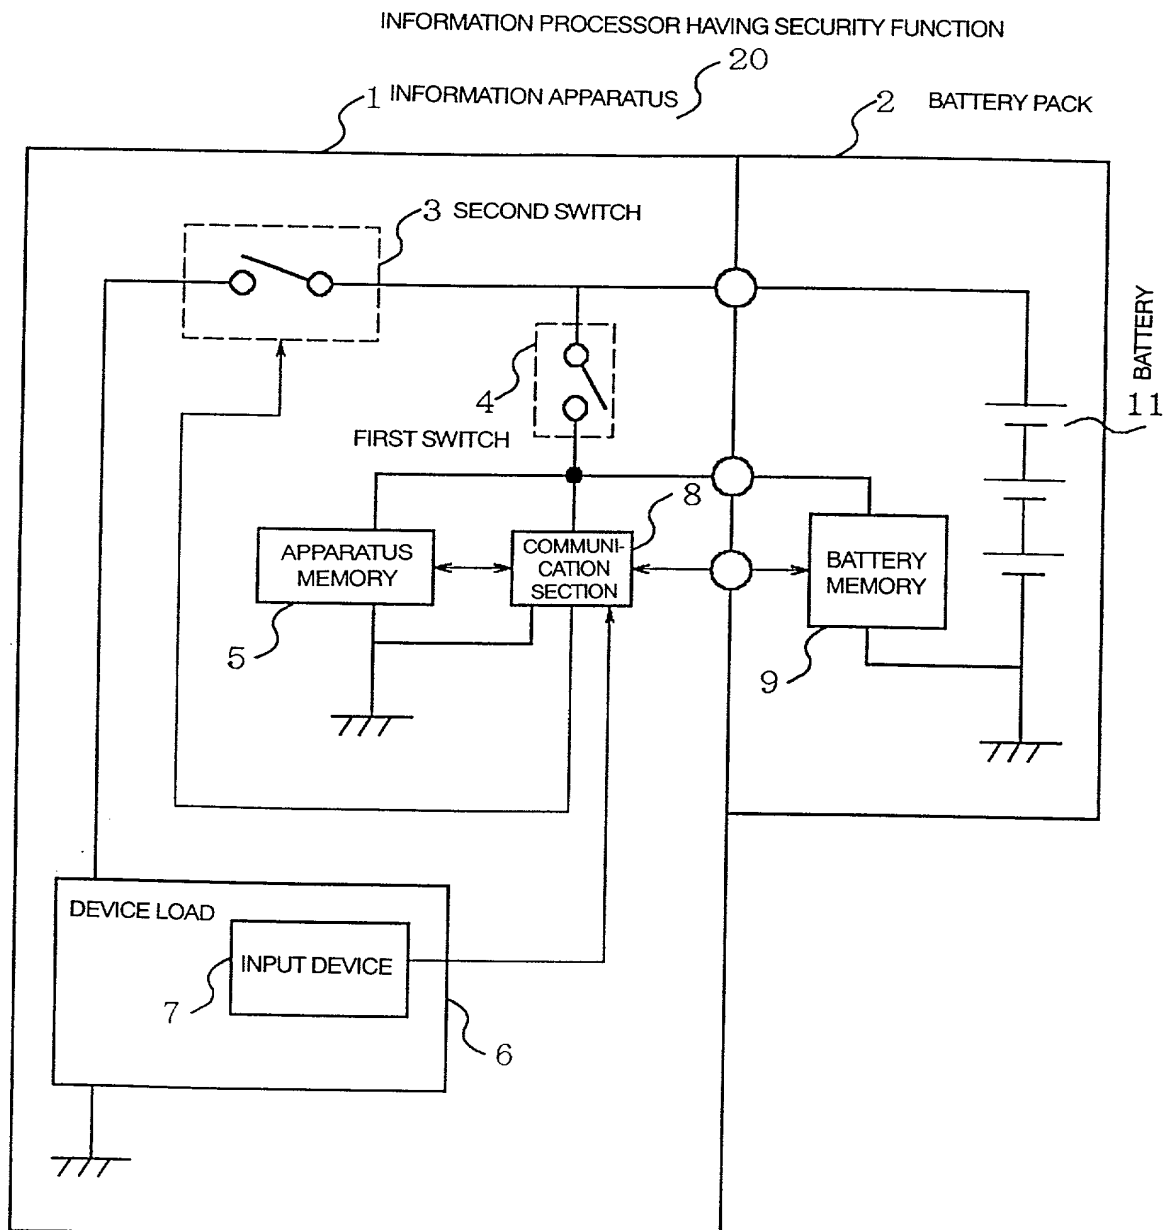 INFORMATION PROCESSOR HAVING SECURITY FUNCTION
20
1 INFORMATION APPARATUS
2 BATTERY PACK
3 SECOND SWITCH
BATTERY
11
4
FIRST SWITCH
8
APPARATUS
MEMORY
COMMUNI-
CATION
SECTION
BATTERY
MEMORY
5
9
DEVICE LOAD
INPUT DEVICE
7
6